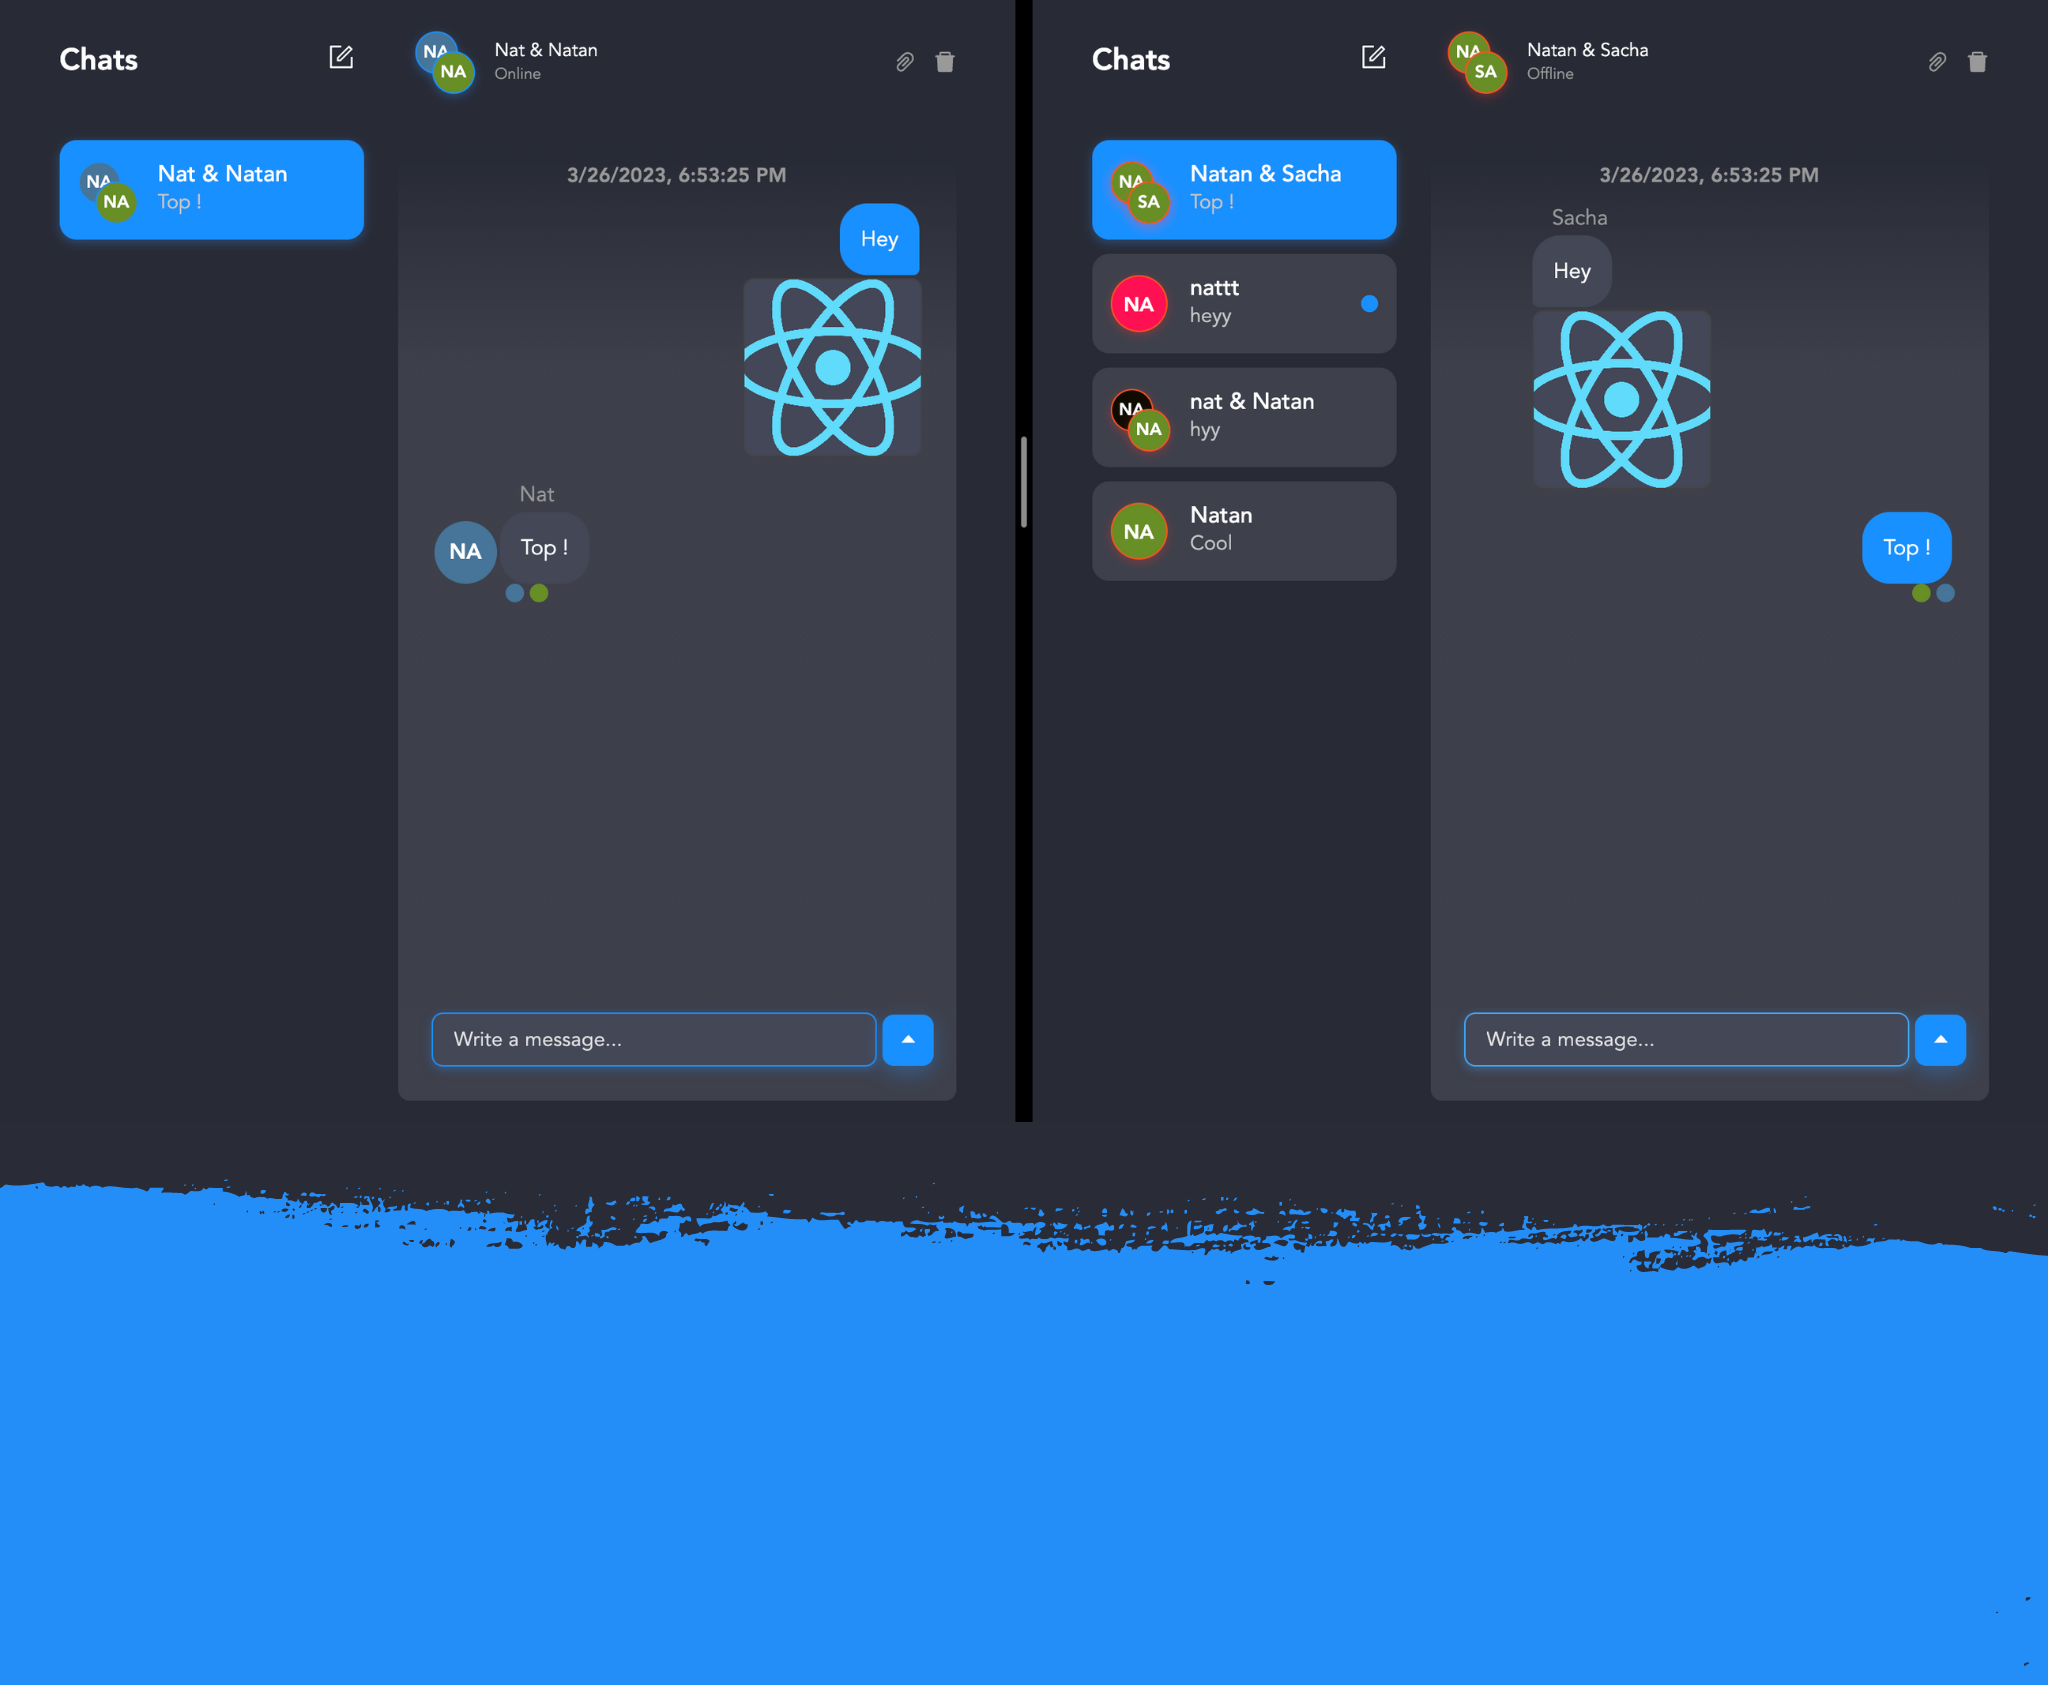 Chats
NA
NA
Nat & Natan
Online
NA
NA
Nat & Natan
Top !
3/26/2023, 6:53:25 PM
Hey
Nat
NA
Top !
Write a message...
Chats
NA
SA
Natan & Sacha
Offline
NA
SA
Natan & Sacha
Top !
NA
nattt
heyy
NA
NA
nat & Natan
hyy
NA
Natan
Cool
3/26/2023, 6:53:25 PM
Sacha
Hey
Top !
Write a message...